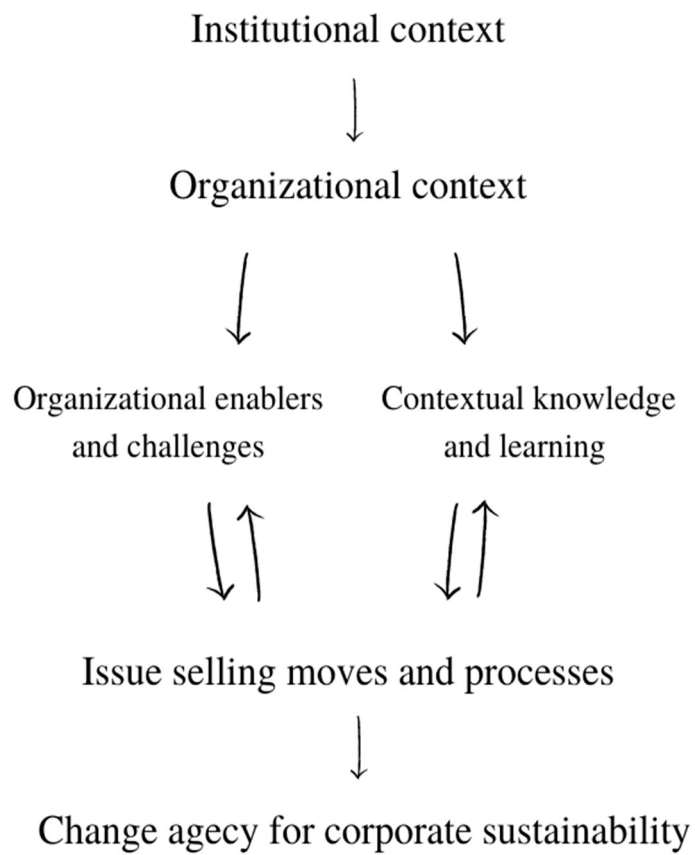 Institutional context
Organizational context
Organizational enablers
and challenges
Contextual knowledge
and learning
Issue selling moves and processes
Change agecy for corporate sustainability